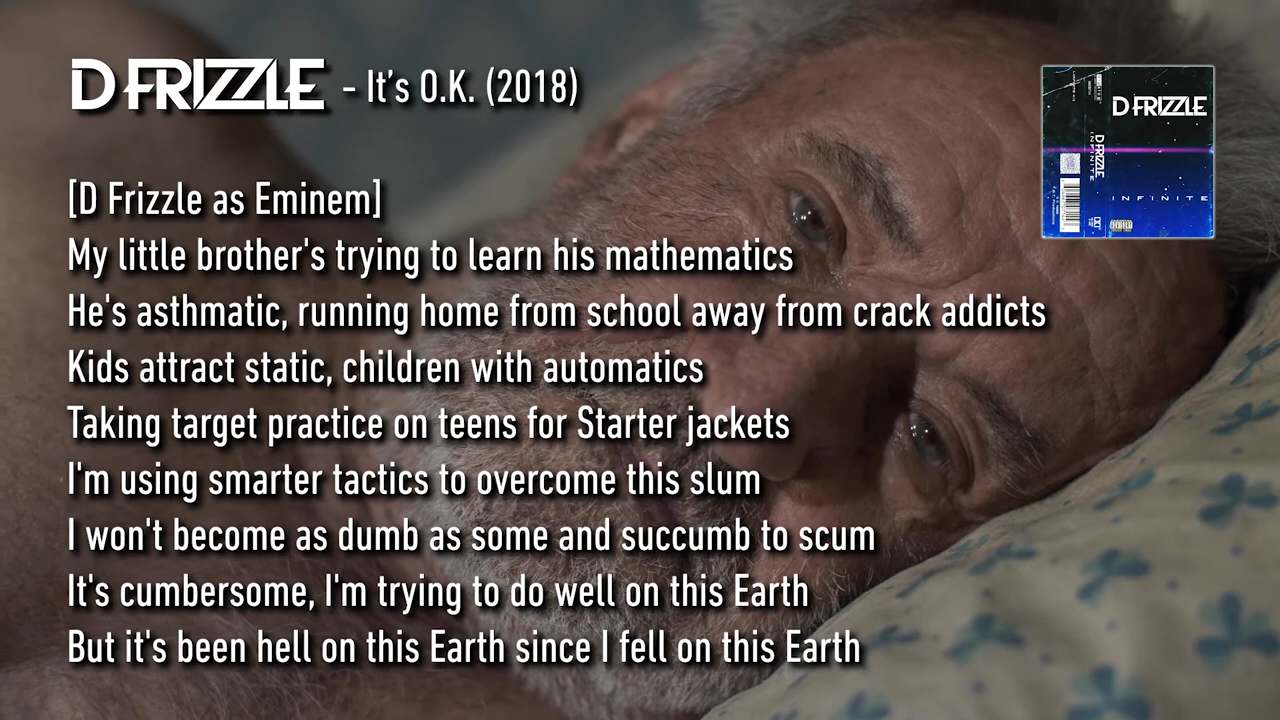 D FRIZZLE - It's O.K. (2018)
[D Frizzle as Eminem]
My little brother's trying to learn his mathematics
He's asthmatic, running home from school away from crack addicts
Kids attract static, children with automatics
Taking target practice on teens for Starter jackets
I'm using smarter tactics to overcome this slum
I won't become as dumb as some and succumb to scum
It's cumbersome, I'm trying to do well on this Earth
But it's been hell on this Earth since I fell on this Earth
D FRIZZLE
D FRIZZLE
INFINITE
INFINITE